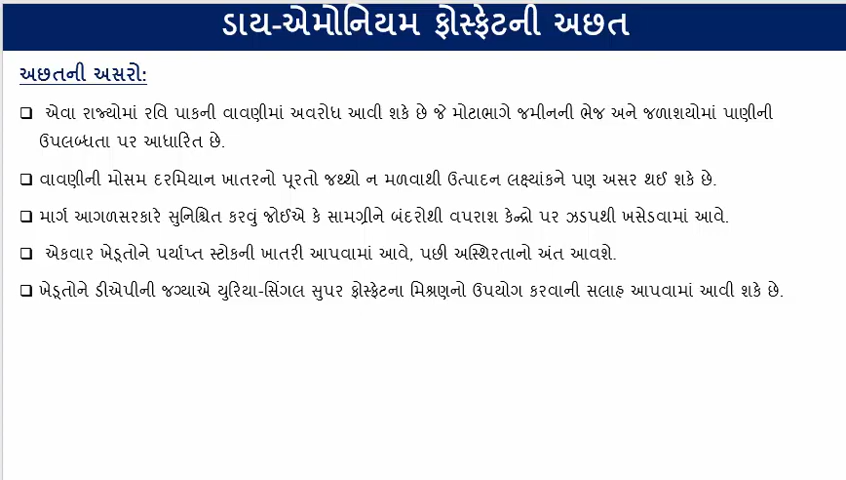 ડાય-એમોનિયમ ફોસ્ફેટની અછત
અછતની અસરો:
❑ એવા રાજ્યોમાં રવિ પાકની વાવણીમાં અવરોધ આવી શકે છે જે મોટાભાગે જમીનની ભેજ અને જળાશયોમાં પાણીની
ઉપલબ્ધતા પર આધારિત છે.
❑ વાવણીની મોસમ દરમિયાન ખાતરનો પૂરતો જથ્થો ન મળવાથી ઉત્પાદન લક્ષ્યાંકને પણ અસર થઈ શકે છે.
❑ માર્ગ આગળસરકારે સુનિશ્ચિત કરવું જોઈએ કે સામગ્રીને બંદરોથી વપરાશ કેન્દ્રો પર ઝડપથી ખસેડવામાં આવે.
❑ એકવાર ખેડૂતોને પર્યાપ્ત સ્ટોકની ખાતરી આપવામાં આવે, પછી અસ્થિરતાનો અંત આવશે.
❑ ખેડૂતોને ડીએપીની જગ્યાએ યુરિયા-સિંગલ સુપર ફોસ્ફેટના મિશ્રણનો ઉપયોગ કરવાની સલાહ આપવામાં આવી શકે છે.